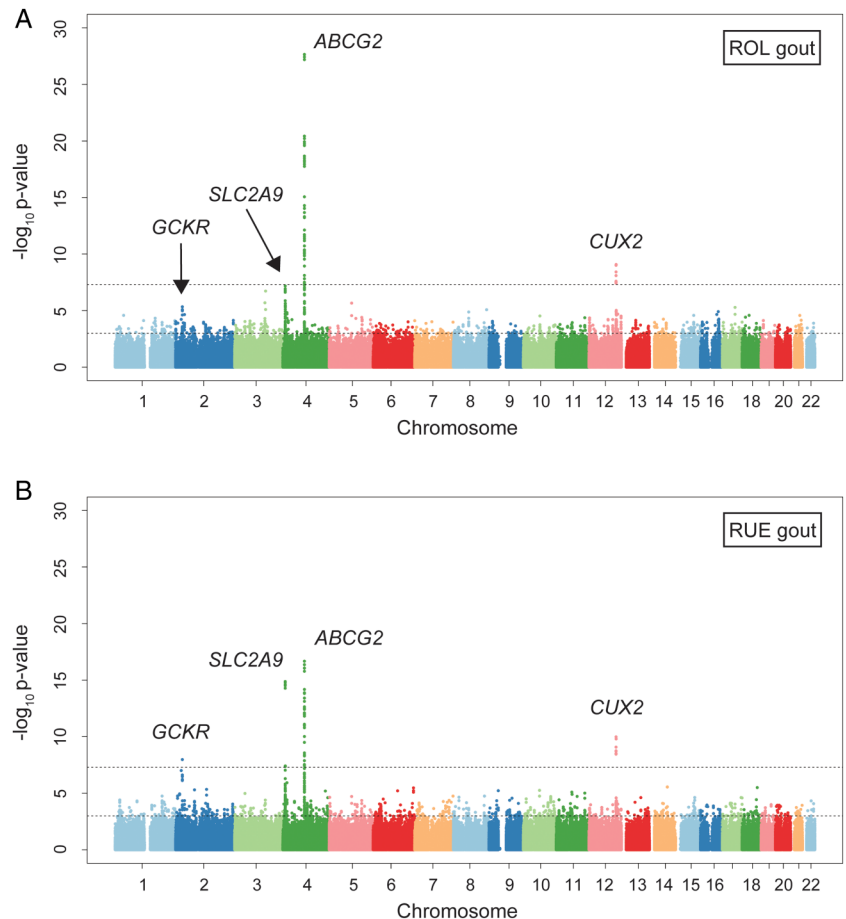 A
30
25
20
15
10
5
0
-log10 p-value
ABCG2
ROL gout
SLC2A9
GCKR
CUX2
1 2 3 4 5 6 7 8 9 10 11 12 13 14 15 16 18 20 22
Chromosome
B
30
25
20
15
10
5
0
-log10 p-value
RUE gout
ABCG2
SLC2A9
GCKR
CUX2
1 2 3 4 5 6 7 8 9 10 11 12 13 14 15 16 18 20 22
Chromosome